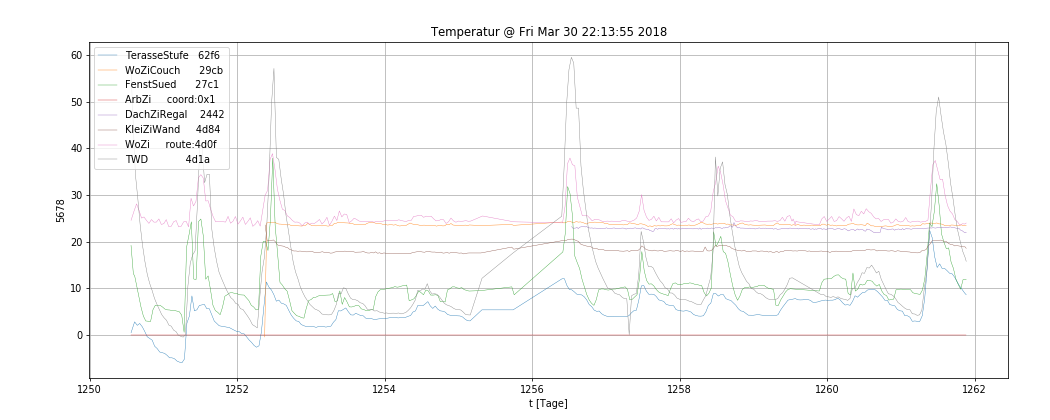 Temperatur @ Fri Mar 30 22:13:55 2018
60
50
40
30
20
10
0
5678
TerasseStufe 62f6
WoZiCouch 29cb
FenstSued 27c1
ArbZi coord:0x1
DachZiRegal 2442
KleiZiWand 4d84
WoZi route:4d0f
TWD 4d1a
1250 1252 1254 1256 1258 1260 1262
t [Tage]